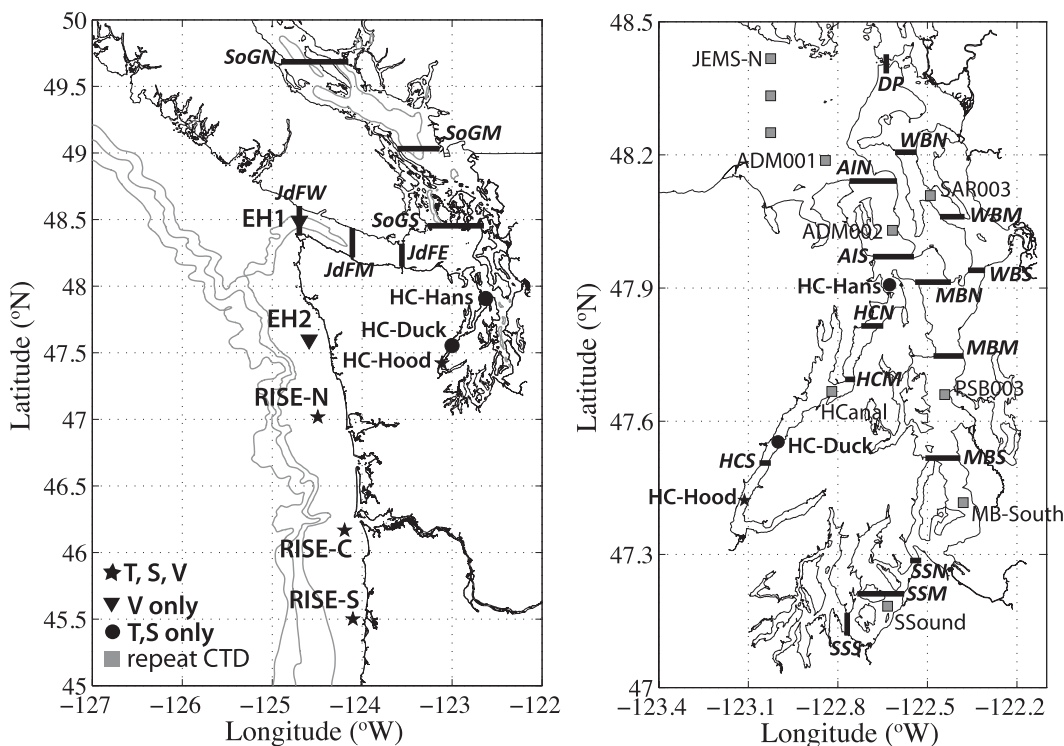 50
49.5
49
48.5
48
47.5
47
46.5
46
45.5
45
Latitude (ºN)
−127
−126
−125
−124
−123
−122
Longitude (ºW)
SoGN
SoGM
JdFW
EH1
SoGS
JdFM
JdFE
HC-Hans
EH2
HC-Duck
HC-Hood
RISE-N
RISE-C
RISE-S
T, S, V
V only
T,S only
repeat CTD
48.5
48.2
47.9
47.6
47.3
47
Latitude (ºN)
−123.4
−123.1
−122.8
−122.5
−122.2
Longitude (ºW)
JEMS-N
DP
WBN
ADM001
AIN
SAR003
WBM
ADM002
AIS
WBS
HC-Hans
MBN
HCN
MBM
HCM
PSB003
HCanal
HC-Duck
HCS
MBS
HC-Hood
MB-South
SSN
SSM
SSound
SSS